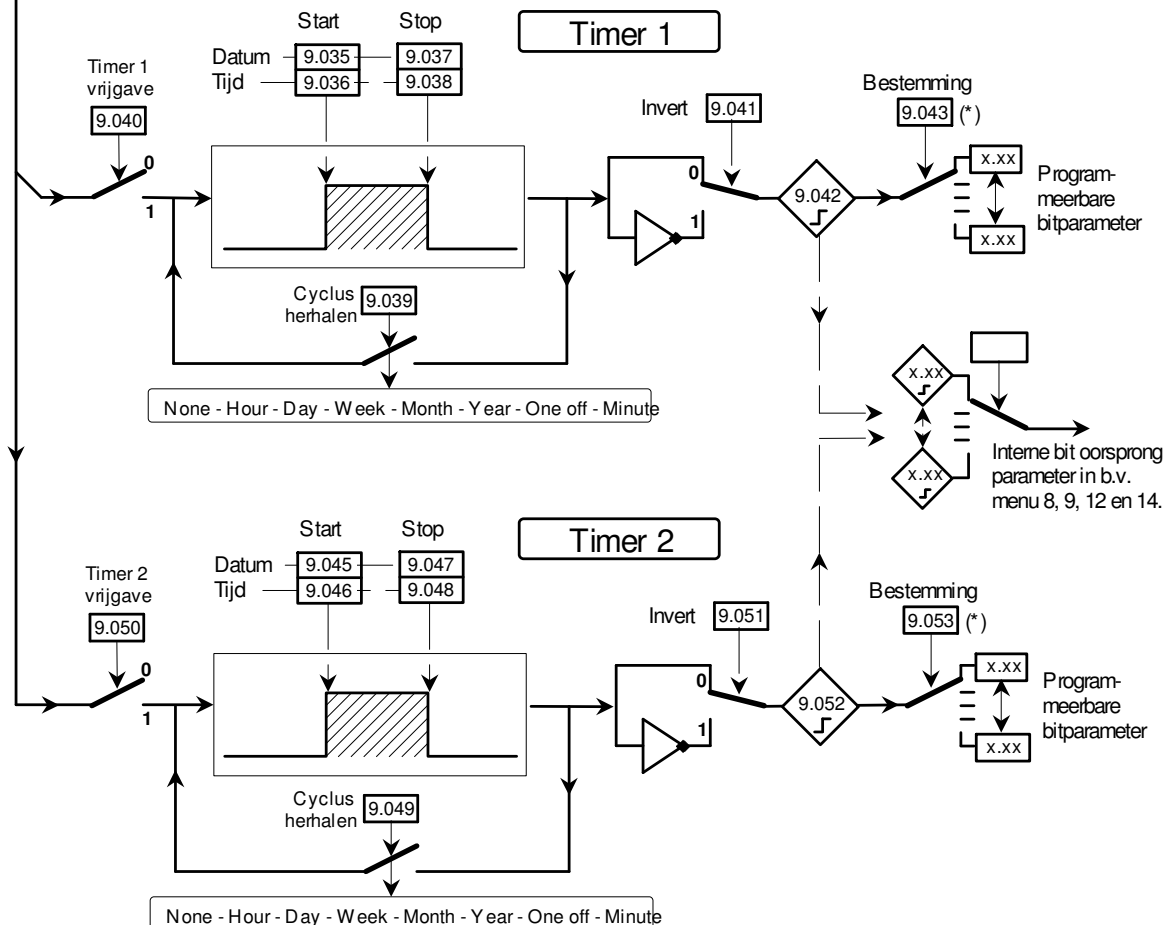 Timer 1
Start Stop
Datum 9.035 9.037
Tijd 9.036 9.038
Timer 1
vrijgave
9.040
0
1
Cyclus
herhalen
9.039
None - Hour - Day - Week - Month - Year - One off - Minute
Invert 9.041
0
1
9.042
Bestemming
9.043 (*)
x.xx
x.xx
Program-
meerbare
bitparameter
x.xx
x.xx
Interne bit oorsprong
parameter in b.v.
menu 8, 9, 12 en 14.
Timer 2
Start Stop
Datum 9.045 9.047
Tijd 9.046 9.048
Timer 2
vrijgave
9.050
0
1
Cyclus
herhalen
9.049
None - Hour - Day - Week - Month - Year - One off - Minute
Invert 9.051
0
1
9.052
Bestemming
9.053 (*)
x.xx
x.xx
Program-
meerbare
bitparameter